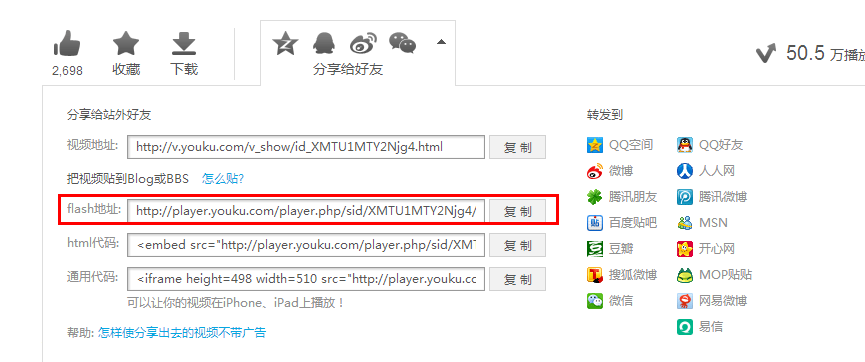 2,698 收藏 下载 分享给好友 50.5 万播放
分享给站外好友
视频地址: http://v.youku.com/v_show/id_XMTU1MTY2Njg4.html 复 制
把视频贴到Blog或BBS 怎么贴?
flash地址: http://player.youku.com/player.php/sid/XMTU1MTY2Njg4/ 复 制
html代码: <embed src="http://player.youku.com/player.php/sid/XMT 复 制
通用代码: <iframe height=498 width=510 src="http://player.youku.cc 复 制
可以让你的视频在iPhone、iPad上播放！
帮助: 怎样使分享出去的视频不带广告
转发到
QQ空间 QQ好友
微博 人人网
腾讯朋友 腾讯微博
百度贴吧 MSN
豆瓣 开心网
搜狐微博 MOP贴贴
微信 网易微博
易信